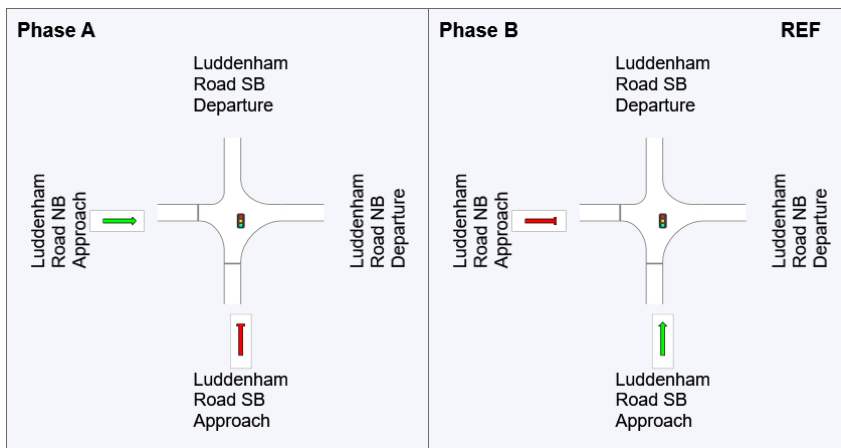 Phase A
Luddenham
Road SB
Departure
Luddenham
Road NB
Approach
Luddenham
Road NB
Departure
Luddenham
Road SB
Approach
Phase B
REF
Luddenham
Road SB
Departure
Luddenham
Road NB
Approach
Luddenham
Road NB
Departure
Luddenham
Road SB
Approach